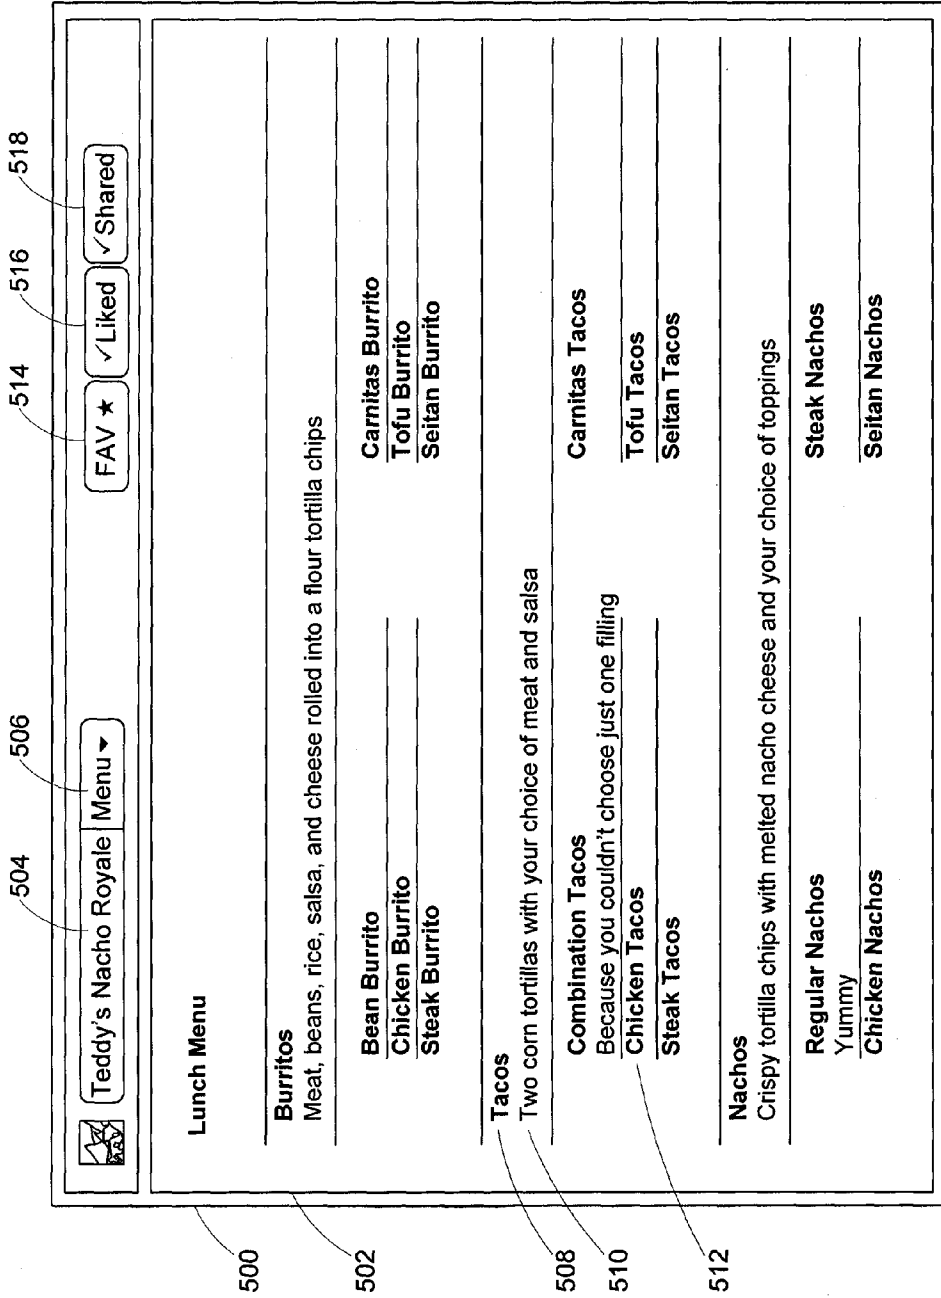 504 506 514 516 518
Teddy's Nacho Royale Menu ▾ FAV ★ ✓Liked ✓Shared
500
Lunch Menu
502
Burritos
Meat, beans, rice, salsa, and cheese rolled into a flour tortilla chips
Bean Burrito Carnitas Burrito
Chicken Burrito Tofu Burrito
Steak Burrito Seitan Burrito
508
Tacos
510
Two corn tortillas with your choice of meat and salsa
Combination Tacos Carnitas Tacos
Because you couldn't choose just one filling
512
Chicken Tacos Tofu Tacos
Steak Tacos Seitan Tacos
Nachos
Crispy tortilla chips with melted nacho cheese and your choice of toppings
Regular Nachos Steak Nachos
Yummy
Chicken Nachos Seitan Nachos